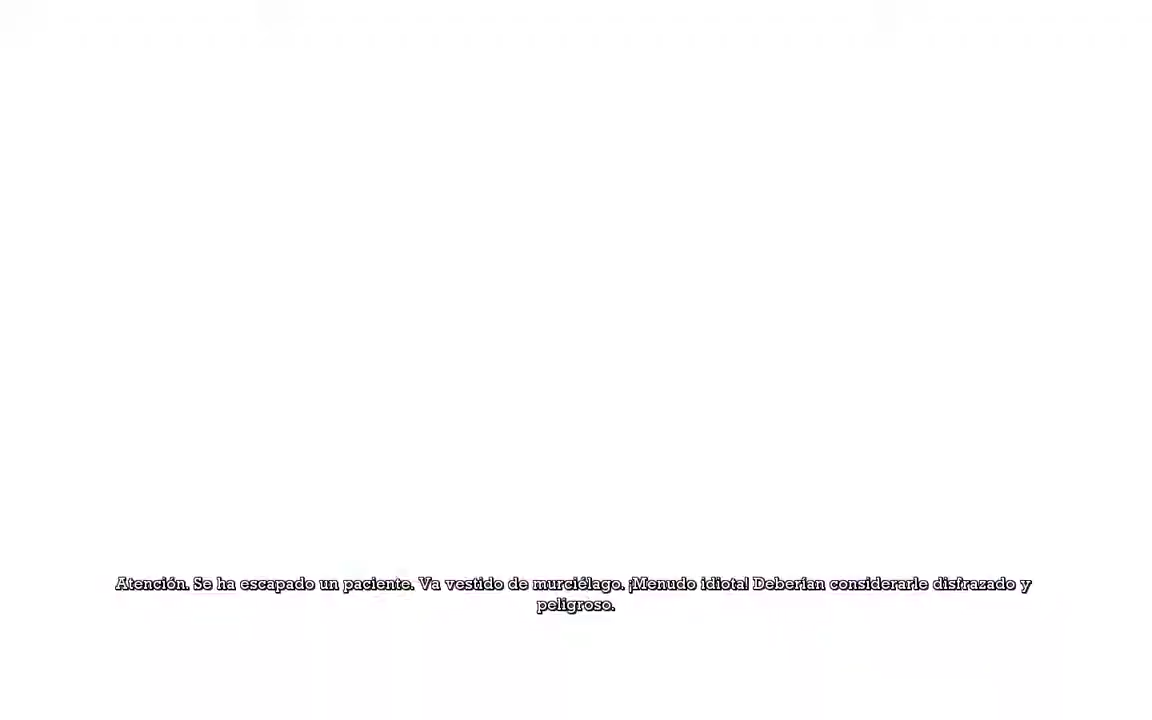 Atención. Se ha escapado un paciente. Va vestido de murciélago. ¡Menudo idiota! Deberían considerarle disfrazado y
peligroso.